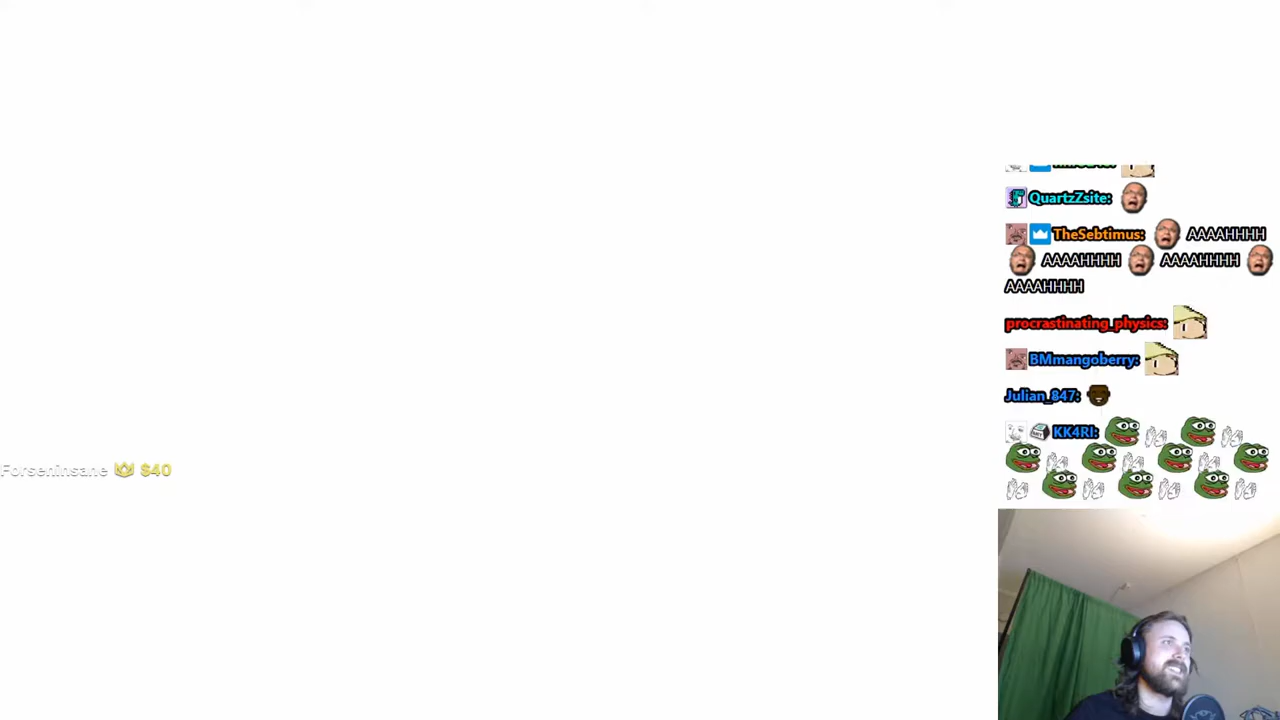 QuartzZsite:
TheSebtimus: AAAAHHHH
AAAAHHHH AAAAHHHH
AAAAHHHH
procrastinating_physics:
BMmangoberry:
Julian_847:
KK4RI:
Forseninsane $40